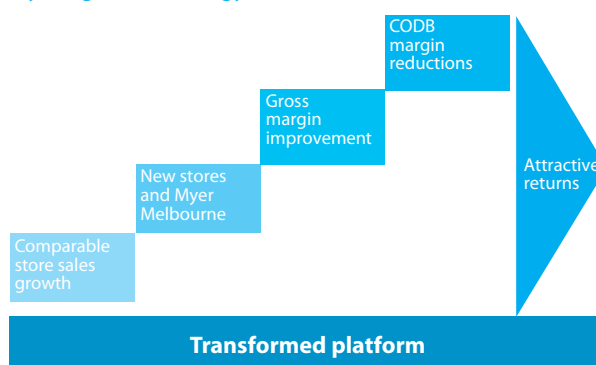 CODB
margin
reductions
Gross
margin
improvement
New stores
and Myer
Melbourne
Attractive
returns
Comparable
store sales
growth
Transformed platform